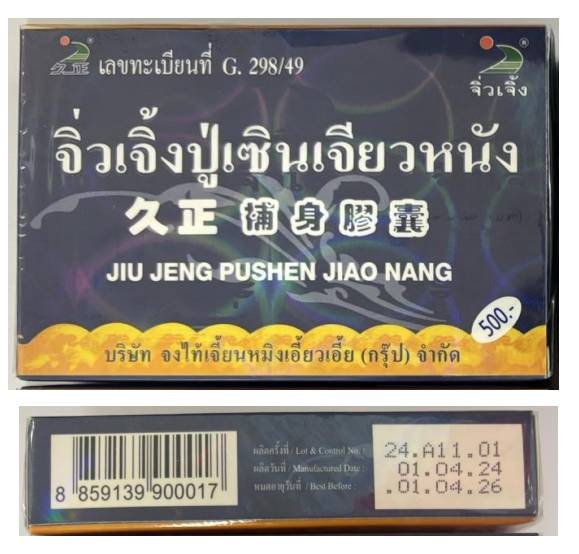 久正 ® เลขทะเบียนที่ G. 298/49
® จิ่วเจิ้ง
จิ่วเจิ้งปู่เซินเจียวหนัง
久正 補身膠囊
JIU JENG PUSHEN JIAO NANG
500.-
บริษัท จงไท้เจี้ยนหมิงเอี้ยวเอี้ย (กรุ๊ป) จำกัด
8 859139 900017
ผลิตครั้งที่ / Lot & Control No. : 24.A11.01
ผลิตวันที่ / Manufactured Date : 01.04.24
หมดอายุวันที่ / Best Before : .01.04.26